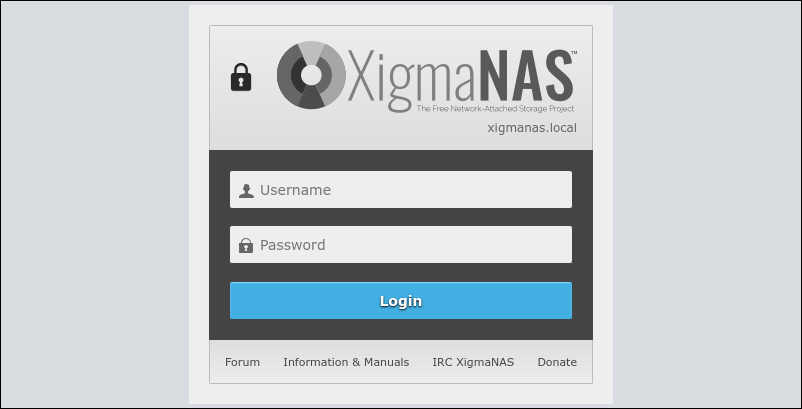 XigmaNAS™
The Free Network-Attached Storage Project
xigmanas.local
Username
Password
Login
Forum Information & Manuals IRC XigmaNAS Donate